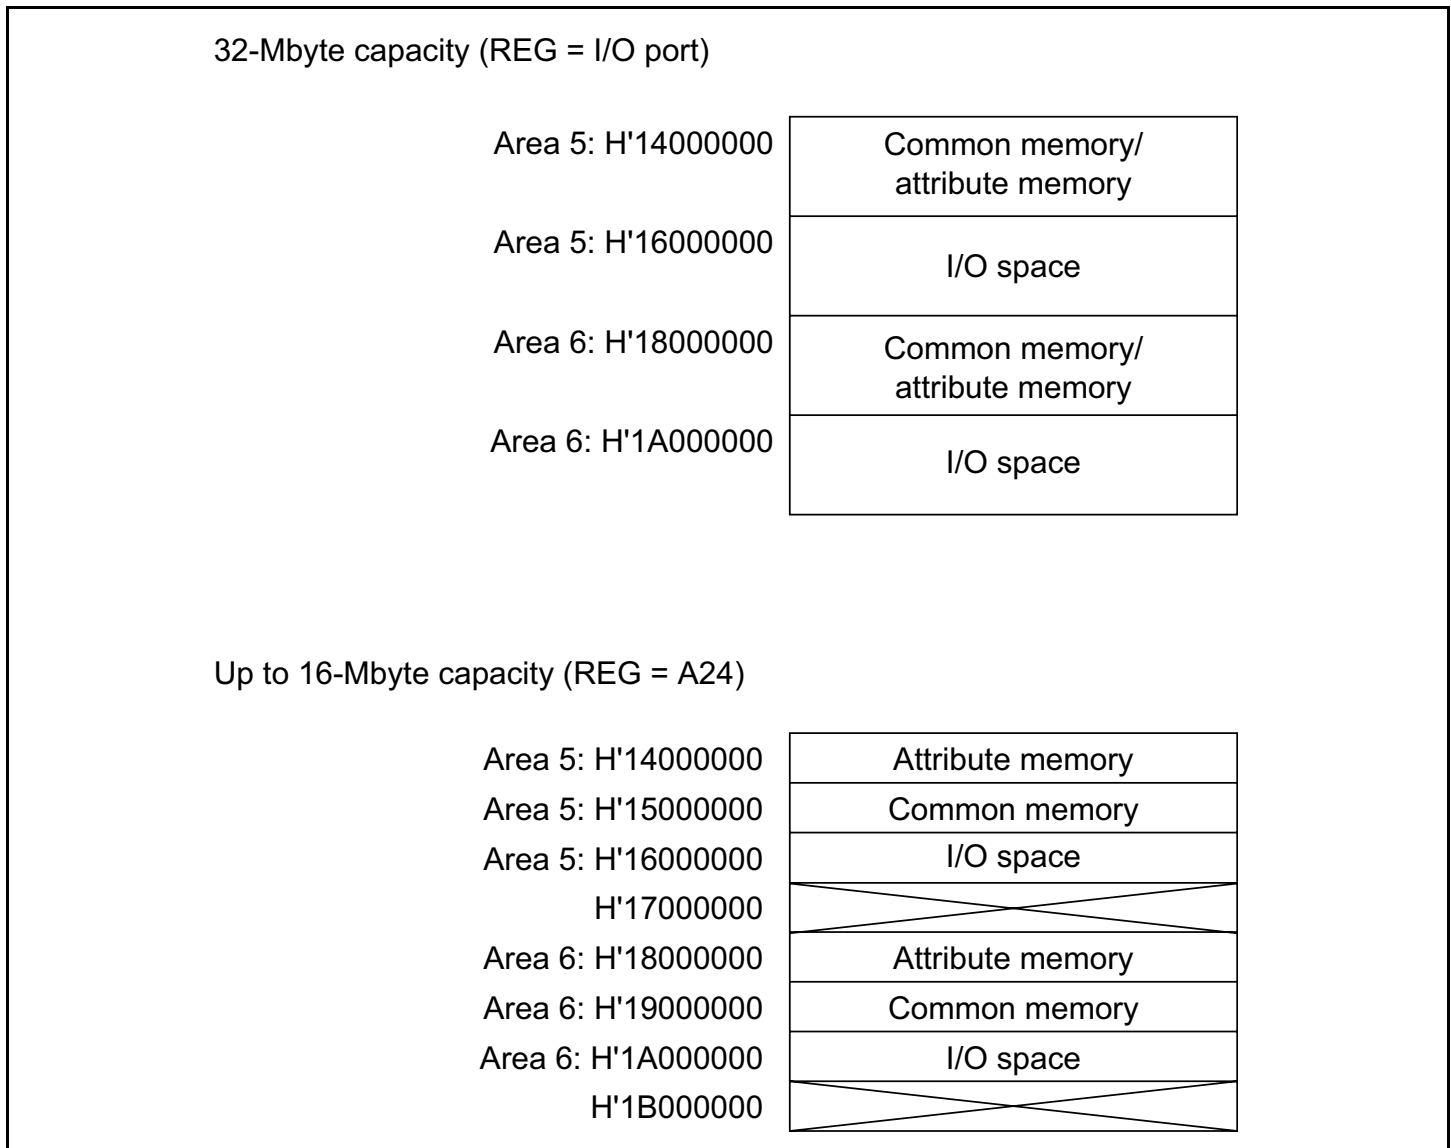 32-Mbyte capacity (REG = I/O port)
Area 5: H'14000000
Common memory/
attribute memory
Area 5: H'16000000
I/O space
Area 6: H'18000000
Common memory/
attribute memory
Area 6: H'1A000000
I/O space
Up to 16-Mbyte capacity (REG = A24)
Area 5: H'14000000 Attribute memory
Area 5: H'15000000 Common memory
Area 5: H'16000000 I/O space
H'17000000
Area 6: H'18000000 Attribute memory
Area 6: H'19000000 Common memory
Area 6: H'1A000000 I/O space
H'1B000000